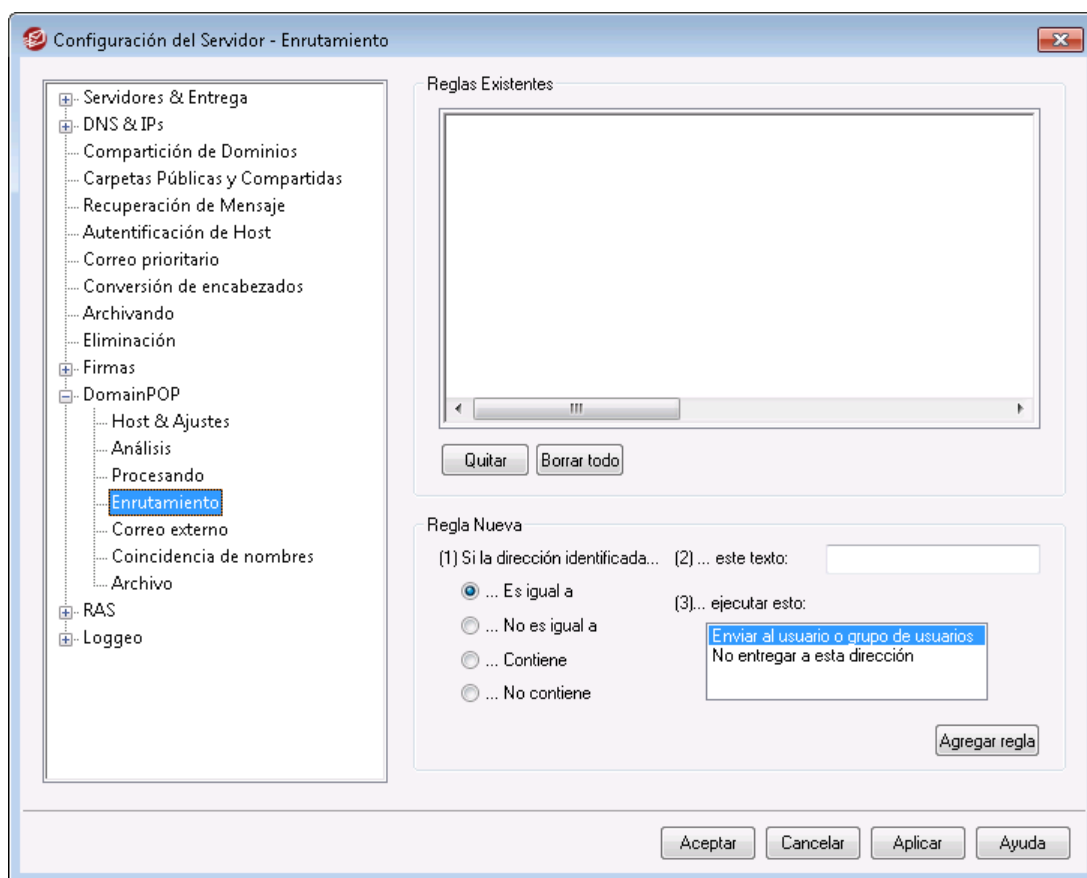 Configuración del Servidor - Enrutamiento
Servidores & Entrega
DNS & IPs
Compartición de Dominios
Carpetas Públicas y Compartidas
Recuperación de Mensaje
Autentificación de Host
Correo prioritario
Conversión de encabezados
Archivando
Eliminación
Firmas
DomainPOP
Host & Ajustes
Análisis
Procesando
Enrutamiento
Correo externo
Coincidencia de nombres
Archivo
RAS
Loggeo
Reglas Existentes
Quitar
Borrar todo
Regla Nueva
(1) Si la dirección identificada...
... Es igual a
... No es igual a
... Contiene
... No contiene
(2) ... este texto:
(3)... ejecutar esto:
Enviar al usuario o grupo de usuarios
No entregar a esta dirección
Agregar regla
Aceptar
Cancelar
Aplicar
Ayuda